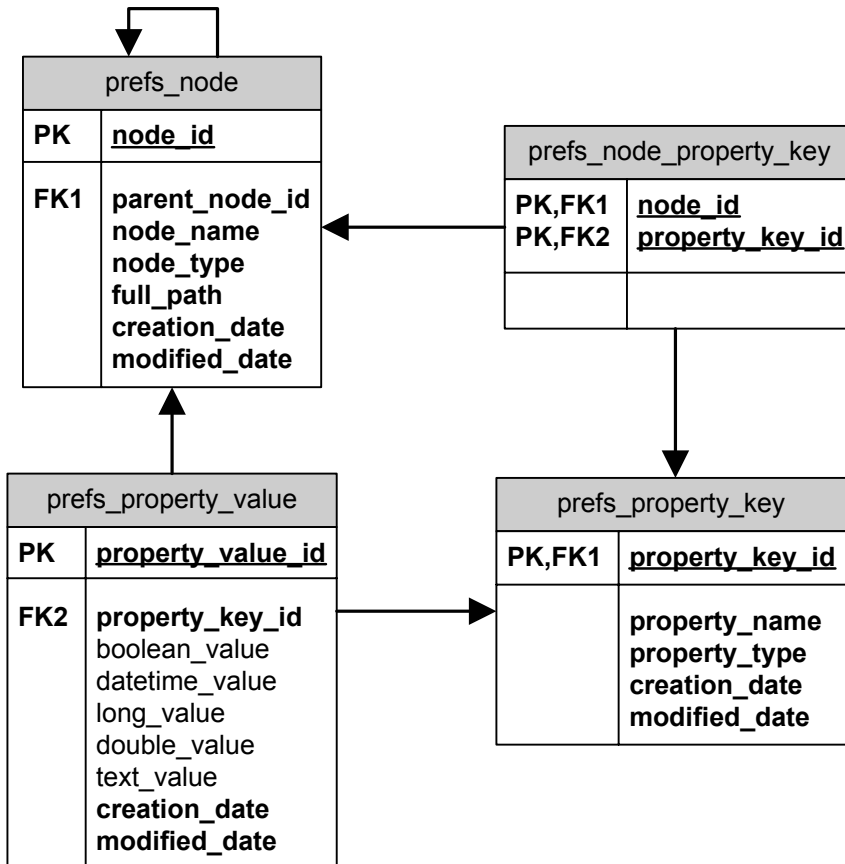 prefs_node
PK node_id
FK1 parent_node_id
node_name
node_type
full_path
creation_date
modified_date
prefs_node_property_key
PK,FK1 node_id
PK,FK2 property_key_id
prefs_property_value
PK property_value_id
FK2 property_key_id
boolean_value
datetime_value
long_value
double_value
text_value
creation_date
modified_date
prefs_property_key
PK,FK1 property_key_id
property_name
property_type
creation_date
modified_date